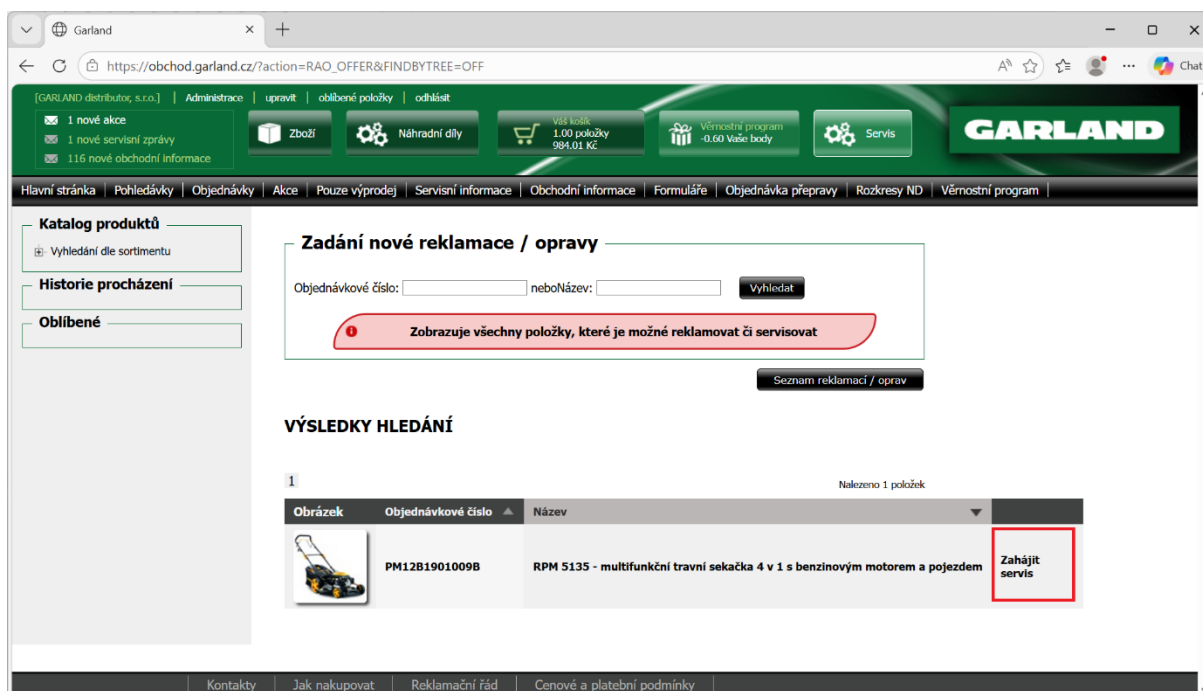 Garland
https://obchod.garland.cz/?action=RAO_OFFER&FINDBYTREE=OFF
Chat
[GARLAND distributor, s.r.o.] | Administrace | upravit | oblíbené položky | odhlásit
1 nové akce
1 nové servisní zprávy
116 nové obchodní informace
Zboží
Náhradní díly
Váš košík
1.00 položky
984.01 Kč
Věrnostní program
-0.60 Vaše body
Servis
GARLAND
Hlavní stránka | Pohledávky | Objednávky | Akce | Pouze výprodej | Servisní informace | Obchodní informace | Formuláře | Objednávka přepravy | Rozkresy ND | Věrnostní program |
Katalog produktů
Vyhledání dle sortimentu
Historie procházení
Oblíbené
Zadání nové reklamace / opravy
Objednávkové číslo: neboNázev: Vyhledat
Zobrazuje všechny položky, které je možné reklamovat či servisovat
Seznam reklamací / oprav
VÝSLEDKY HLEDÁNÍ
1
Nalezeno 1 položek
Obrázek Objednávkové číslo Název
PM12B1901009B RPM 5135 - multifunkční travní sekačka 4 v 1 s benzinovým motorem a pojezdem
Zahájit
servis
Kontakty | Jak nakupovat | Reklamační řád | Cenové a platební podmínky |